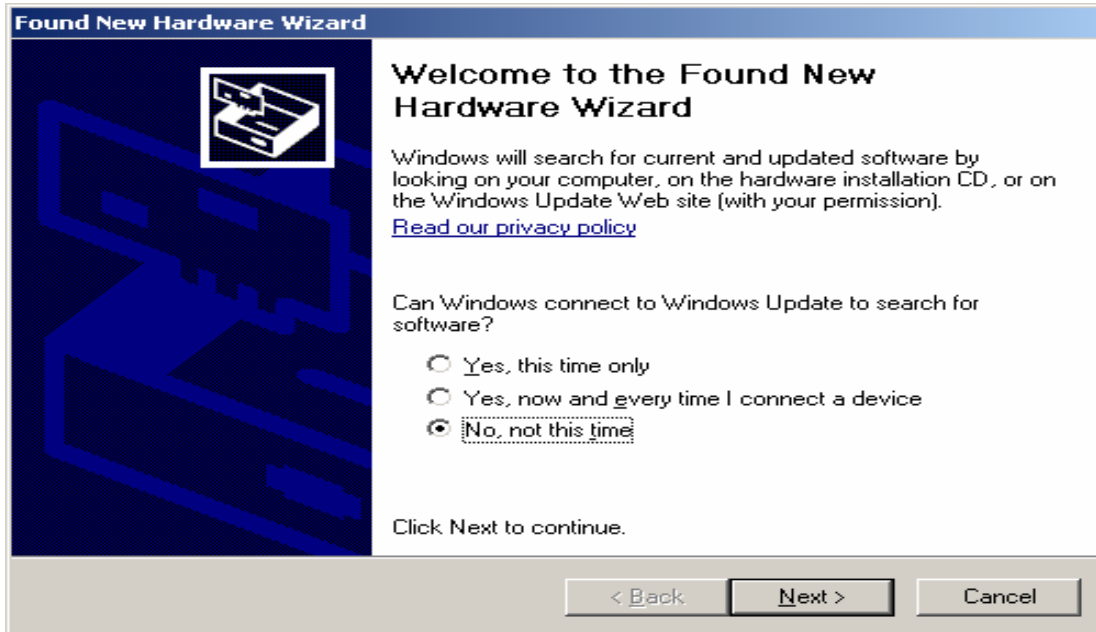 Found New Hardware Wizard
Welcome to the Found New
Hardware Wizard
Windows will search for current and updated software by
looking on your computer, on the hardware installation CD, or on
the Windows Update Web site (with your permission).
Read our privacy policy
Can Windows connect to Windows Update to search for
software?
Yes, this time only
Yes, now and every time I connect a device
No, not this time
Click Next to continue.
< Back Next > Cancel